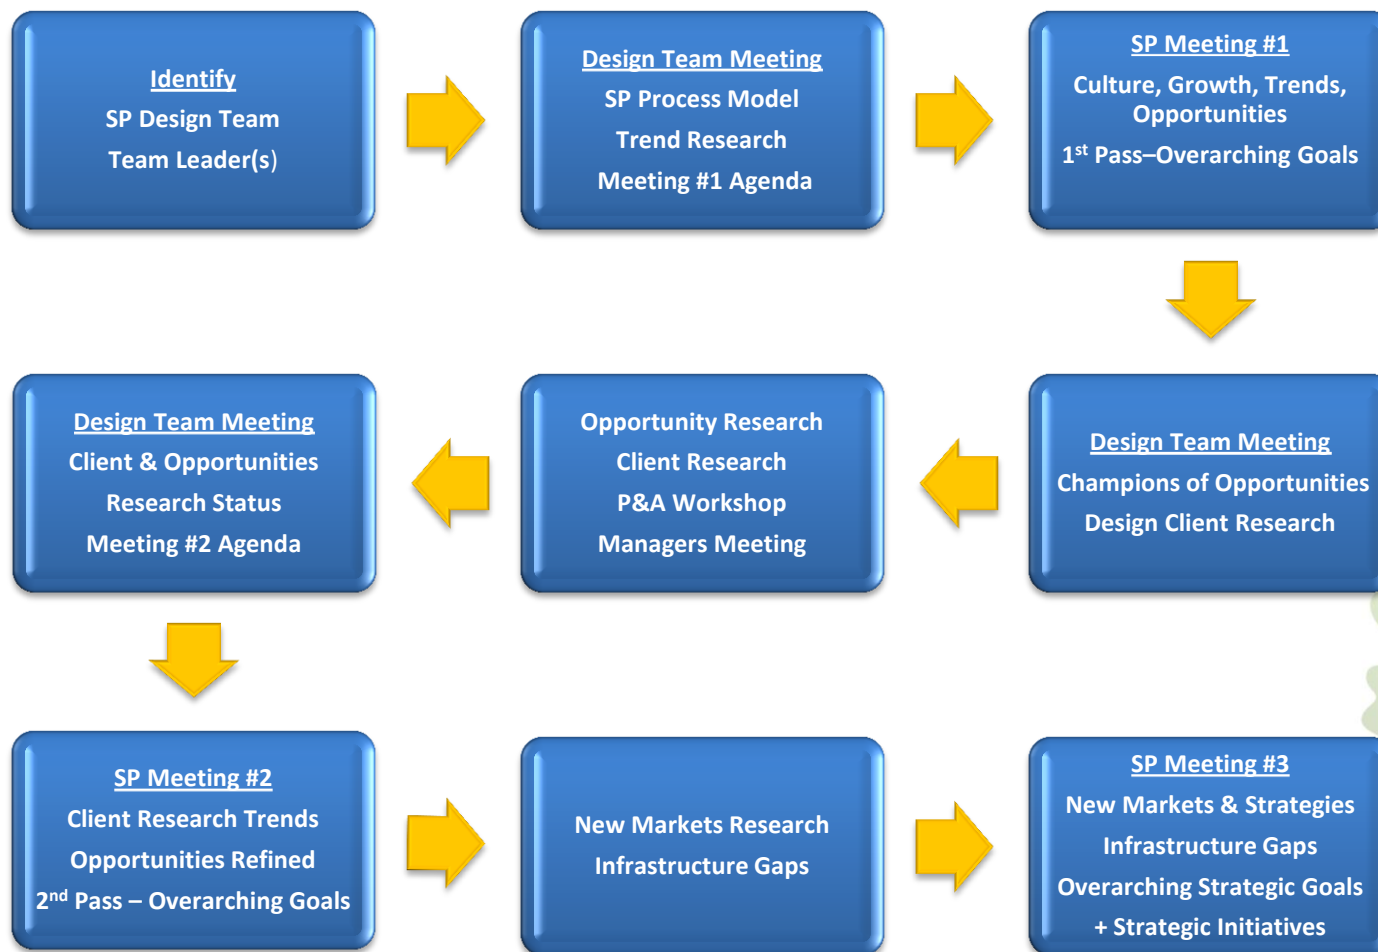 Identify
SP Design Team
Team Leader(s)
Design Team Meeting
SP Process Model
Trend Research
Meeting #1 Agenda
SP Meeting #1
Culture, Growth, Trends,
Opportunities
1st Pass–Overarching Goals
Design Team Meeting
Champions of Opportunities
Design Client Research
Opportunity Research
Client Research
P&A Workshop
Managers Meeting
Design Team Meeting
Client & Opportunities
Research Status
Meeting #2 Agenda
SP Meeting #2
Client Research Trends
Opportunities Refined
2nd Pass – Overarching Goals
New Markets Research
Infrastructure Gaps
SP Meeting #3
New Markets & Strategies
Infrastructure Gaps
Overarching Strategic Goals
+ Strategic Initiatives